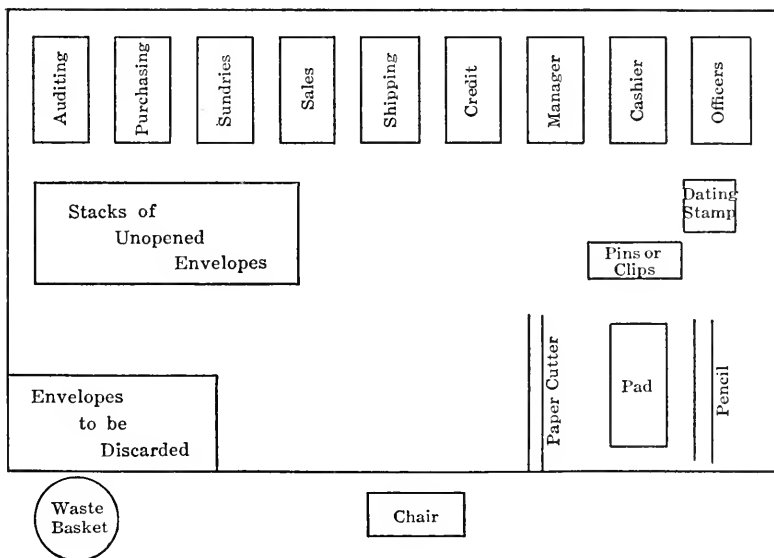 Auditing
Purchasing
Sundries
Sales
Shipping
Credit
Manager
Cashier
Officers
Stacks of
Unopened
Envelopes
Dating
Stamp
Pins or
Clips
Paper Cutter
Pad
Pencil
Envelopes
to be
Discarded
Waste
Basket
Chair